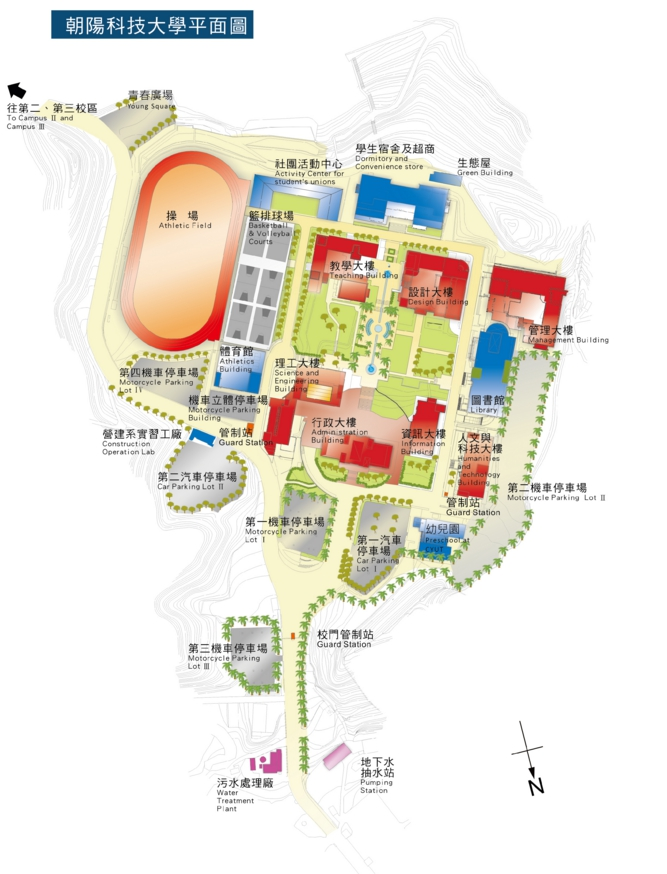 朝陽科技大學平面圖
往第二、第三校區
To Campus Ⅱ and
Campus Ⅲ
青春廣場
Young Square
社團活動中心
Activity Center for
student's unions
學生宿舍及超商
Dormitory and
Convenience store
生態屋
Green Building
操 場
Athletic Field
籃排球場
Basketball
& Volleyball
Courts
教學大樓
Teaching Building
設計大樓
Design Building
管理大樓
Management Building
體育館
Athletics
Building
理工大樓
Science and
Engineering
Building
第四機車停車場
Motorcycle Parking
圖書館
Library
機車立體停車場
Motorcycle Parking
Building
行政大樓
Administration
Building
資訊大樓
Information
Building
人文與
科技大樓
Humanities
and
Technology
Building
營建系實習工廠
Construction
Operation Lab
管制站
Guard Station
第二汽車停車場
Car Parking Lot Ⅱ
第二機車停車場
Motorcycle Parking Lot Ⅱ
管制站
Guard Station
第一機車停車場
Motorcycle Parking
Lot Ⅰ
第一汽車
停車場
Car Parking
Lot Ⅰ
幼兒園
Preschool at
CYUT
校門管制站
Guard Station
第三機車停車場
Motorcycle Parking
Lot Ⅲ
污水處理廠
Water
Treatment
Plant
地下水
抽水站
Pumping
Station
N